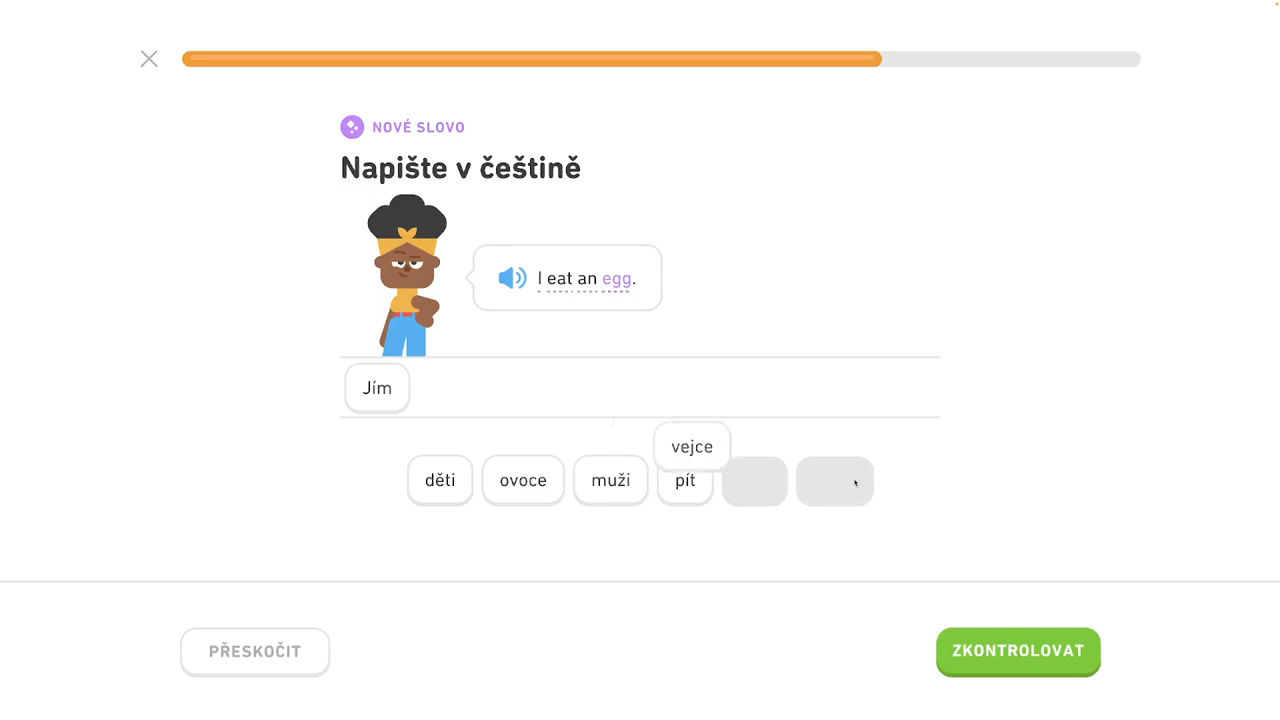 NOVÉ SLOVO
Napište v češtině
I eat an egg.
Jím
vejce
děti ovoce muži pít
PŘESKOČIT ZKONTROLOVAT